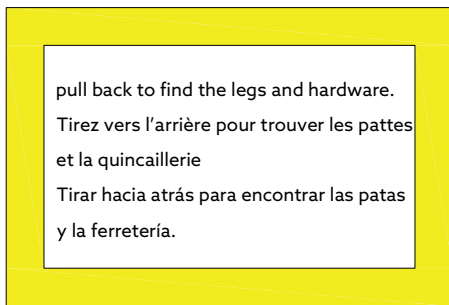 pull back to find the legs and hardware.
Tirez vers l’arrière pour trouver les pattes
et la quincaillerie
Tirar hacia atrás para encontrar las patas
y la ferretería.